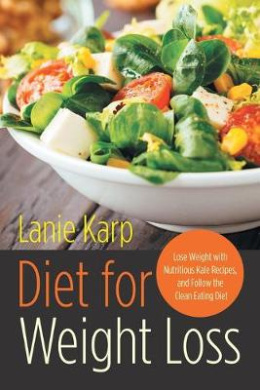 Lanie Karp
Lose Weight with
Nutritious Kale Recipes,
and Follow the
Clean Eating Diet
Diet for
Weight Loss